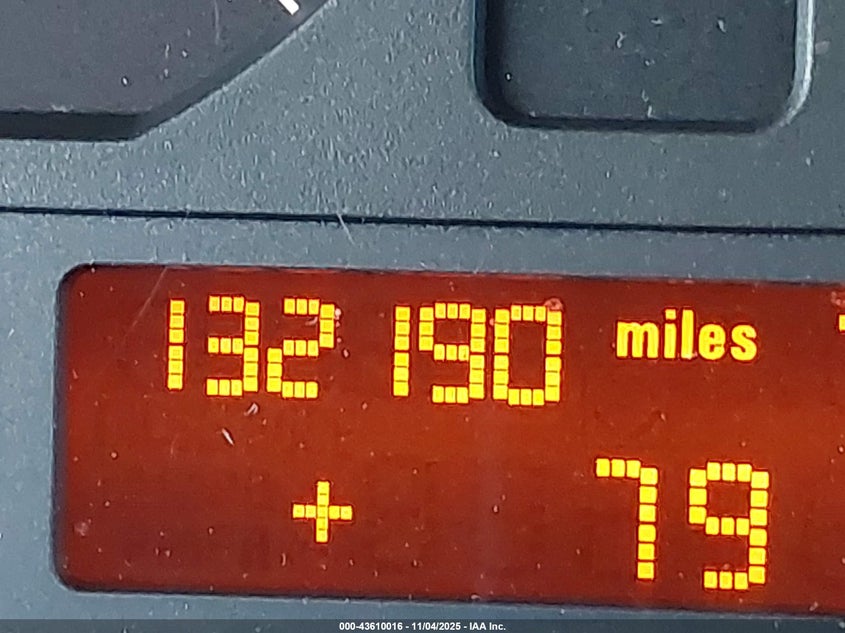 132 190 miles
+ 79
000-43610016 - 11/04/2025 - IAA Inc.